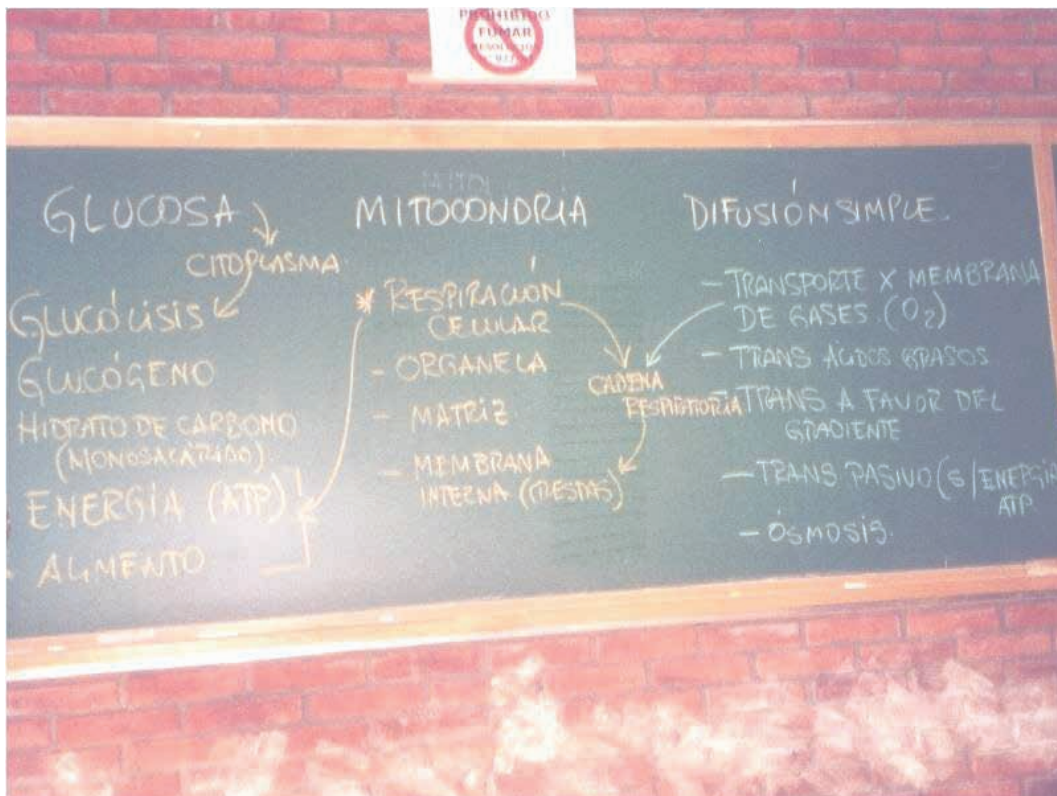 PROHIBIDO
FUMAR
GLUCOSA
CITOPLASMA
GLUCÓLISIS
GLUCÓGENO
HIDRATO DE CARBONO
(MONOSACÁRIDO)
ENERGÍA (ATP)
- ALIMENTO
MITOCONDRIA
* RESPIRACIÓN
CELULAR
- ORGANELA
- MATRIZ
- MEMBRANA
INTERNA (CRESTAS)
CADENA
RESPIRATORIA
DIFUSIÓN SIMPLE.
- TRANSPORTE X MEMBRANA
DE GASES. (O₂)
- TRANS ÁCIDOS GRASOS
- TRANS A FAVOR DEL
GRADIENTE
- TRANS PASIVO (S/ENERGÍA
ATP
- ÓSMOSIS.